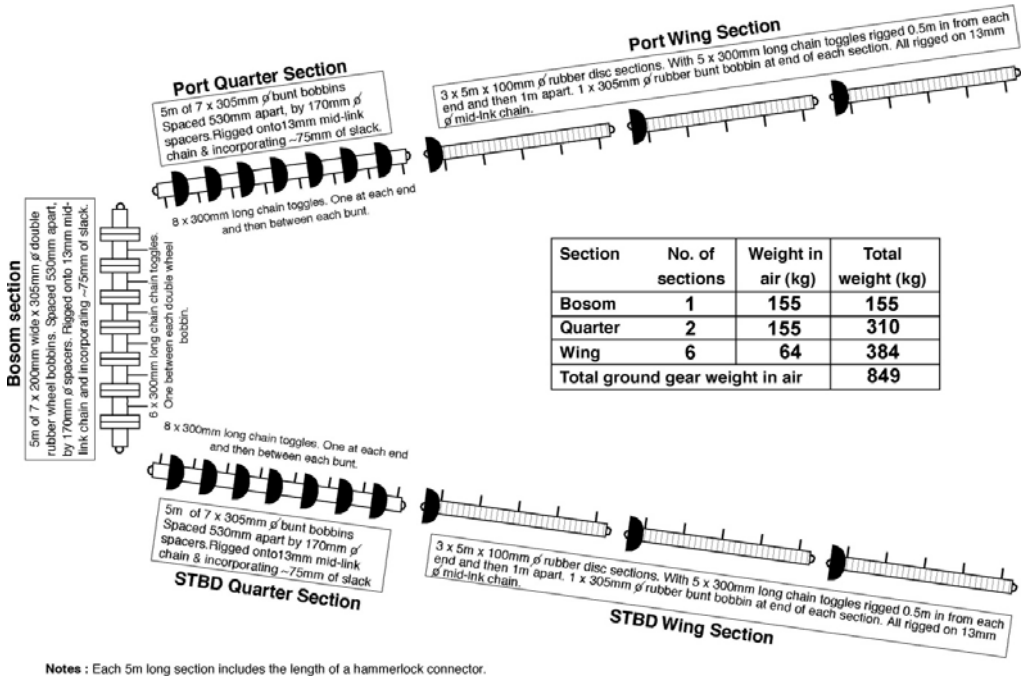 Port Wing Section
3 x 5m x 100mm ø rubber disc sections. With 5 x 300mm long chain toggles rigged 0.5m in from each
end and then 1m apart. 1 x 305mm ø rubber bunt bobbin at end of each section. All rigged on 13mm
ø mid-lnk chain.
Port Quarter Section
5m of 7 x 305mm ø bunt bobbins
Spaced 530mm apart, by 170mm ø
spacers.Rigged onto13mm mid-link
chain & incorporating ~75mm of slack.
8 x 300mm long chain toggles. One at each end
and then between each bunt.
Bosom section
5m of 7 x 200mm wide x 305mm ø double
rubber wheel bobbins. Spaced 530mm apart,
by 170mm ø spacers. Rigged onto 13mm mid-
link chain and incorporating ~75mm of slack.
6 x 300mm long chain chain toggles.
One between each double wheel
bobbin.
Section No. of sections Weight in air (kg) Total weight (kg)
Bosom 1 155 155
Quarter 2 155 310
Wing 6 64 384
Total ground gear weight in air 849
8 x 300mm long chain toggles. One at each end
and then between each bunt.
5m of 7 x 305mm ø bunt bobbins
Spaced 530mm apart by 170mm ø
spacers.Rigged onto13mm mid-link
chain & incorporating ~75mm of slack
STBD Quarter Section
3 x 5m x 100mm ø rubber disc sections. With 5 x 300mm long chain toggles rigged 0.5m in from each
end and then 1m apart. 1 x 305mm ø rubber bunt bobbin at end of each section. All rigged on 13mm
ø mid-lnk chain.
STBD Wing Section
Notes : Each 5m long section includes the length of a hammerlock connector.